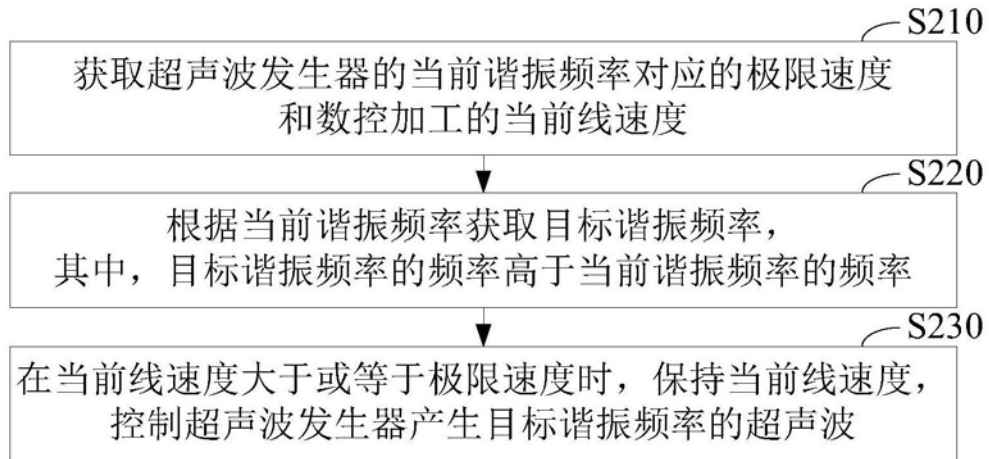 S210
获取超声波发生器的当前谐振频率对应的极限速度
和数控加工的当前线速度
S220
根据当前谐振频率获取目标谐振频率，
其中，目标谐振频率的频率高于当前谐振频率的频率
S230
在当前线速度大于或等于极限速度时，保持当前线速度，
控制超声波发生器产生目标谐振频率的超声波